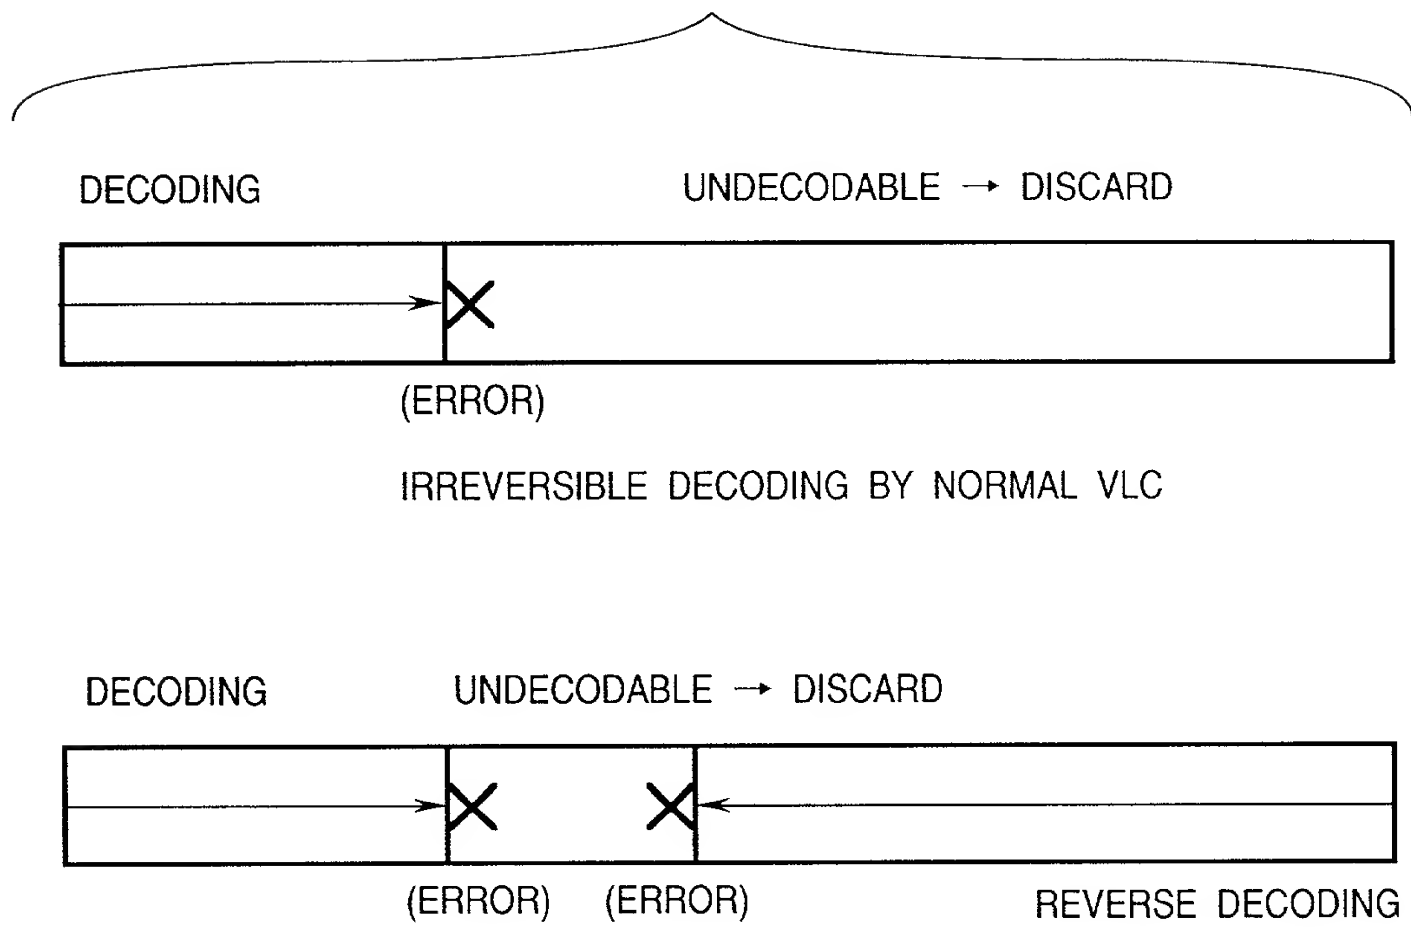 DECODING UNDECODABLE → DISCARD
(ERROR)
IRREVERSIBLE DECODING BY NORMAL VLC
DECODING UNDECODABLE → DISCARD
(ERROR) (ERROR) REVERSE DECODING